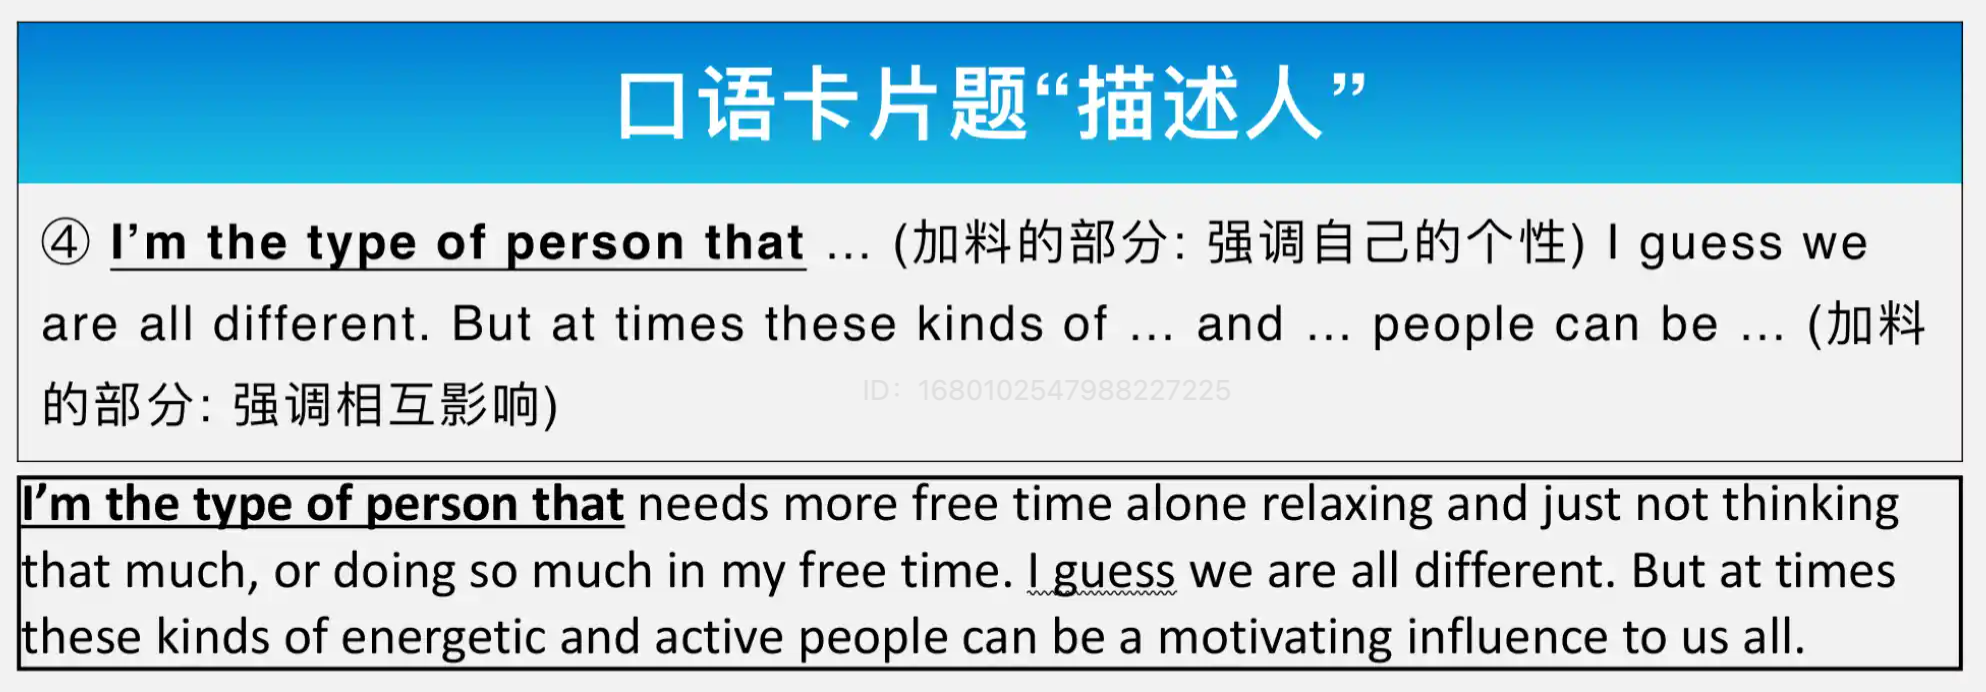 口语卡片题“描述人”
④ I’m the type of person that ... (加料的部分: 强调自己的个性) I guess we
are all different. But at times these kinds of ... and ... people can be ... (加料
的部分: 强调相互影响)
ID: 1680102547988227225
I’m the type of person that needs more free time alone relaxing and just not thinking
that much, or doing so much in my free time. I guess we are all different. But at times
these kinds of energetic and active people can be a motivating influence to us all.